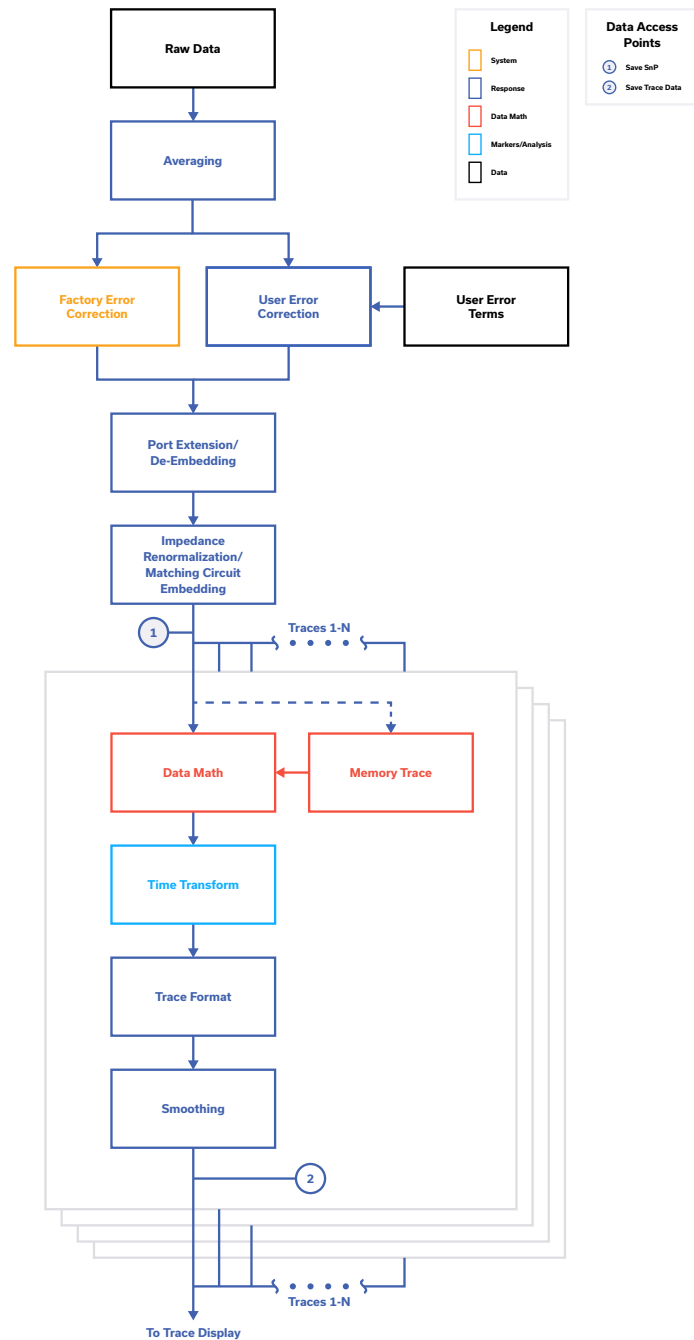 Raw Data
Legend
System
Response
Data Math
Markers/Analysis
Data
Data Access
Points
1 Save SnP
2 Save Trace Data
Averaging
Factory Error
Correction
User Error
Correction
User Error
Terms
Port Extension/
De-Embedding
Impedance
Renormalization/
Matching Circuit
Embedding
1
Traces 1-N
Data Math
Memory Trace
Time Transform
Trace Format
Smoothing
2
Traces 1-N
To Trace Display